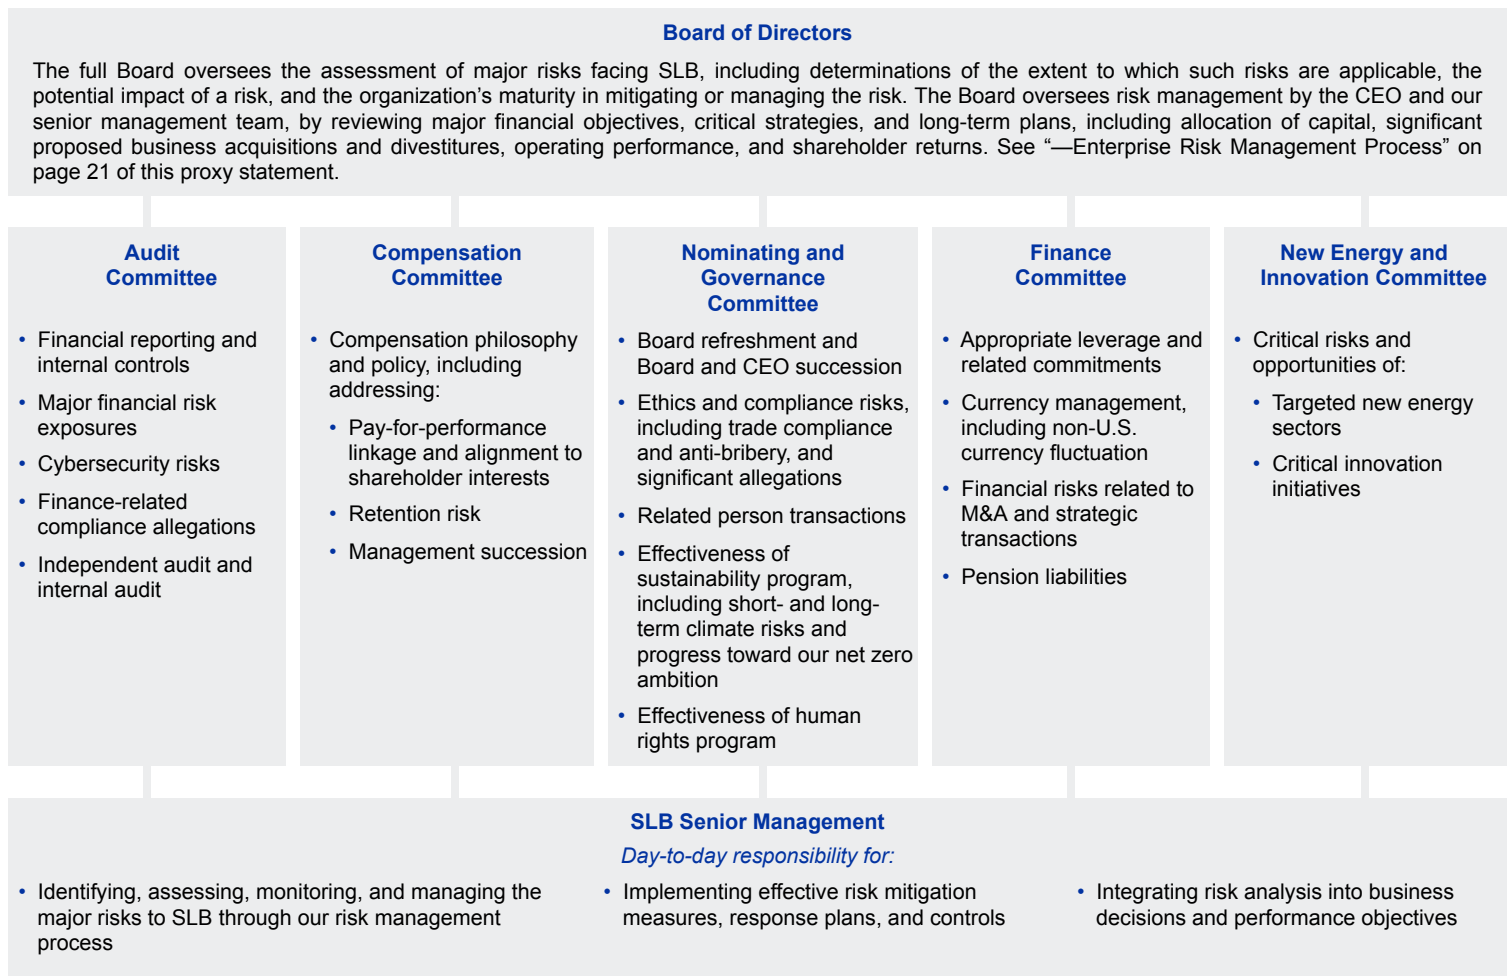 Board of Directors
The full Board oversees the assessment of major risks facing SLB, including determinations of the extent to which such risks are applicable, the
potential impact of a risk, and the organization’s maturity in mitigating or managing the risk. The Board oversees risk management by the CEO and our
senior management team, by reviewing major financial objectives, critical strategies, and long-term plans, including allocation of capital, significant
proposed business acquisitions and divestitures, operating performance, and shareholder returns. See “—Enterprise Risk Management Process” on
page 21 of this proxy statement.
Audit
Committee
• Financial reporting and
internal controls
• Major financial risk
exposures
• Cybersecurity risks
• Finance-related
compliance allegations
• Independent audit and
internal audit
Compensation
Committee
• Compensation philosophy
and policy, including
addressing:
• Pay-for-performance
linkage and alignment to
shareholder interests
• Retention risk
• Management succession
Nominating and
Governance
Committee
• Board refreshment and
Board and CEO succession
• Ethics and compliance risks,
including trade compliance
and anti-bribery, and
significant allegations
• Related person transactions
• Effectiveness of
sustainability program,
including short- and long-
term climate risks and
progress toward our net zero
ambition
• Effectiveness of human
rights program
Finance
Committee
• Appropriate leverage and
related commitments
• Currency management,
including non-U.S.
currency fluctuation
• Financial risks related to
M&A and strategic
transactions
• Pension liabilities
New Energy and
Innovation Committee
• Critical risks and
opportunities of:
• Targeted new energy
sectors
• Critical innovation
initiatives
SLB Senior Management
Day-to-day responsibility for:
• Identifying, assessing, monitoring, and managing the
major risks to SLB through our risk management
process
• Implementing effective risk mitigation
measures, response plans, and controls
• Integrating risk analysis into business
decisions and performance objectives